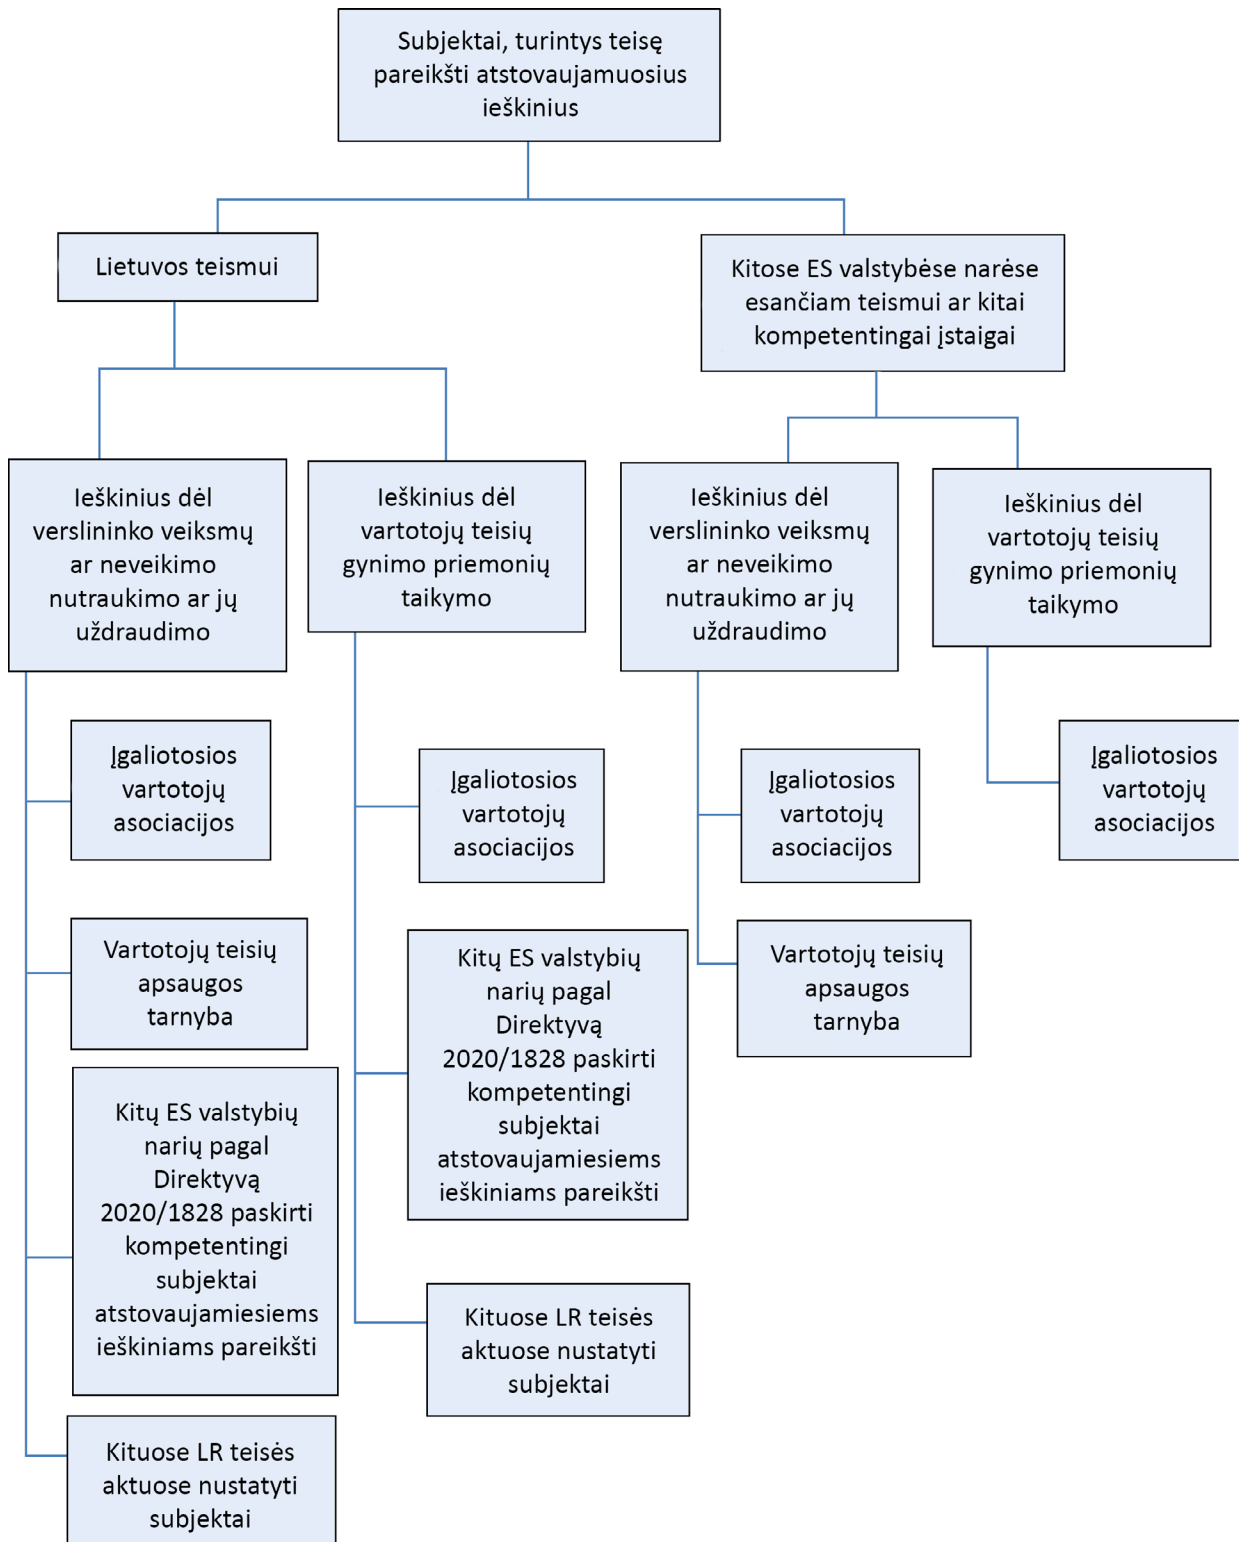 Subjektai, turintys teisę
pareikšti atstovaujamuosius
ieškinius
Lietuvos teismui
Kitose ES valstybėse narėse
esančiam teismui ar kitai
kompetentingai įstaigai
Ieškinius dėl
verslininko veiksmų
ar neveikimo
nutraukimo ar jų
uždraudimo
Ieškinius dėl
vartotojų teisių
gynimo priemonių
taikymo
Ieškinius dėl
verslininko veiksmų
ar neveikimo
nutraukimo ar jų
uždraudimo
Ieškinius dėl
vartotojų teisių
gynimo priemonių
taikymo
Įgaliotosios
vartotojų
asociacijos
Vartotojų teisių
apsaugos
tarnyba
Kitų ES valstybių
narių pagal
Direktyvą
2020/1828 paskirti
kompetentingi
subjektai
atstovaujamiesiems
ieškiniams pareikšti
Kituose LR teisės
aktuose nustatyti
subjektai
Įgaliotosios
vartotojų
asociacijos
Kitų ES valstybių
narių pagal
Direktyvą
2020/1828 paskirti
kompetentingi
subjektai
atstovaujamiesiems
ieškiniams pareikšti
Kituose LR teisės
aktuose nustatyti
subjektai
Įgaliotosios
vartotojų
asociacijos
Vartotojų teisių
apsaugos
tarnyba
Įgaliotosios
vartotojų
asociacijos